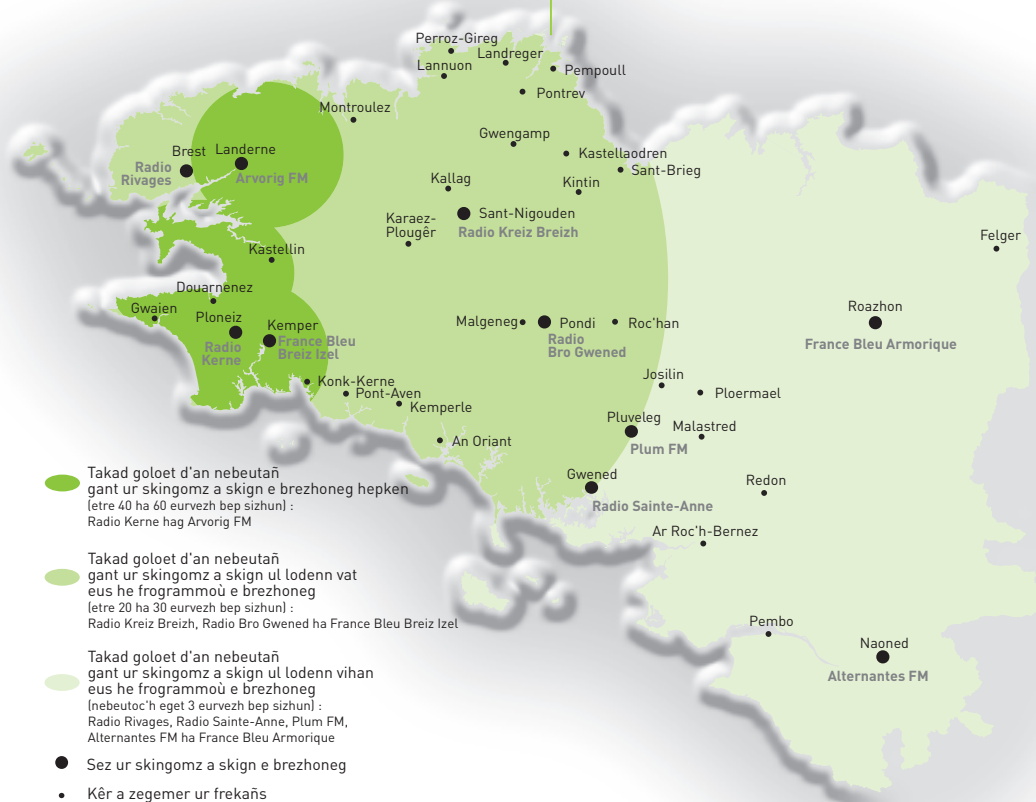 Perroz-Gireg
Landreger
Lannuon
Pempoull
Pontrev
Montroulez
Gwengamp
Brest
Landerne
Kastellaodren
Radio
Rivages
Arvorig FM
Sant-Brieg
Kallag
Kintin
Karaez-
Plougêr
Sant-Nigouden
Radio Kreiz Breizh
Felger
Kastellin
Douarnenez
Gwaien
Ploneiz
Radio
Kerne
Kemper
France Bleu
Breiz Izel
Malgeneg
Pondi
Radio
Bro Gwened
Roc'han
Roazhon
France Bleu Armorique
Josilin
Ploermael
Konk-Kerne
Pont-Aven
Kemperle
An Oriant
Pluveleg
Plum FM
Malastred
Gwened
Radio Sainte-Anne
Redon
Ar Roc'h-Bernez
Pembo
Naoned
Alternantes FM
Takad goloet d'an nebeutañ
gant ur skingomz a skign e brezhoneg hepken
(etre 40 ha 60 eurvezh bep sizhun) :
Radio Kerne hag Arvorig FM
Takad goloet d'an nebeutañ
gant ur skingomz a skign ul lodenn vat
eus he frogrammoù e brezhoneg
(etre 20 ha 30 eurvezh bep sizhun) :
Radio Kreiz Breizh, Radio Bro Gwened ha France Bleu Breiz Izel
Takad goloet d'an nebeutañ
gant ur skingomz a skign ul lodenn vihan
eus he frogrammoù e brezhoneg
(nebeutoc'h eget 3 eurvezh bep sizhun) :
Radio Rivages, Radio Sainte-Anne, Plum FM,
Alternantes FM ha France Bleu Armorique
Sez ur skingomz a skign e brezhoneg
Kêr a zegemer ur frekañs